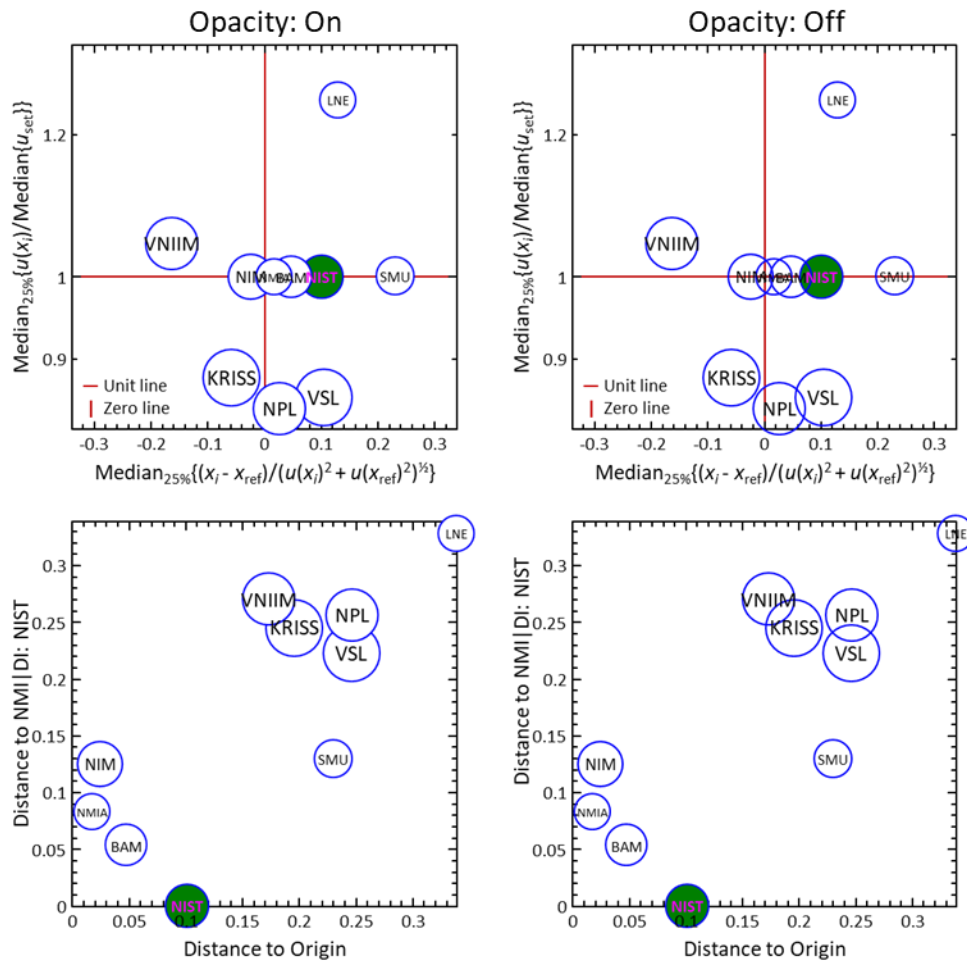 Opacity: On
Opacity: Off
Median25%{u(xᵢ)/Median{uset}}
1.2
1
0.9
LNE
VNIIM
NIM
BAM
NIST
SMU
KRISS
NPL
VSL
Unit line
Zero line
-0.3 -0.2 -0.1 0 0.1 0.2 0.3
Median25%{(xᵢ - xref)/(u(xᵢ)² + u(xref)²)½}
Median25%{u(xᵢ)/Median{uset}}
1.2
1
0.9
LNE
VNIIM
NIM
BAM
NIST
SMU
KRISS
NPL
VSL
Unit line
Zero line
-0.3 -0.2 -0.1 0 0.1 0.2 0.3
Median25%{(xᵢ - xref)/(u(xᵢ)² + u(xref)²)½}
Distance to NMI|DI: NIST
0.3
0.25
0.2
0.15
0.1
0.05
0
LNE
VNIIM
KRISS
NPL
VSL
SMU
NIM
NMIA
BAM
NIST
0 0.05 0.1 0.15 0.2 0.25 0.3
Distance to Origin
Distance to NMI|DI: NIST
0.3
0.25
0.2
0.15
0.1
0.05
0
LNE
VNIIM
KRISS
NPL
VSL
SMU
NIM
NMIA
BAM
NIST
0 0.05 0.1 0.15 0.2 0.25 0.3
Distance to Origin